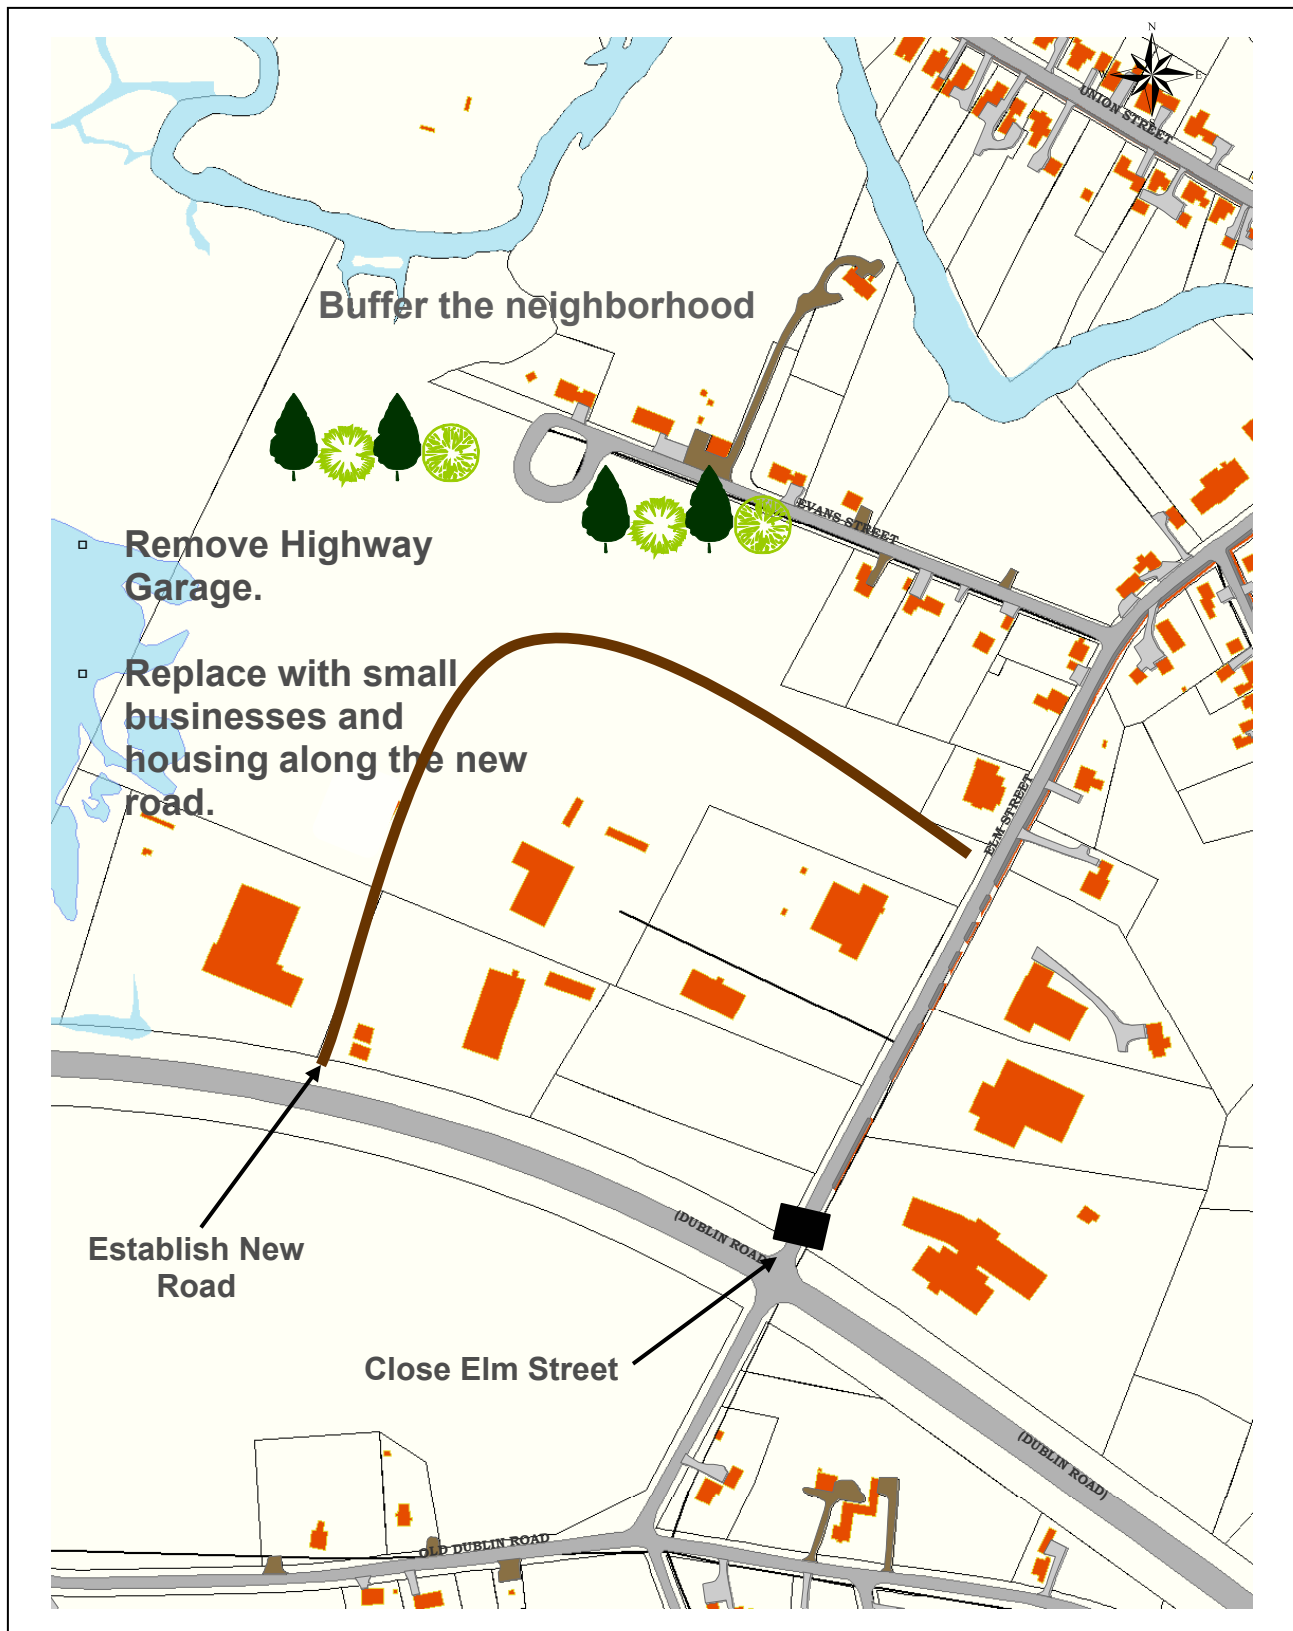 N
W
E
S
UNION STREET
Buffer the neighborhood
EVANS STREET
▫ Remove Highway
Garage.
▫ Replace with small
businesses and
housing along the new
road.
ELM STREET
(DUBLIN ROAD)
Establish New
Road
Close Elm Street
(DUBLIN ROAD)
OLD DUBLIN ROAD